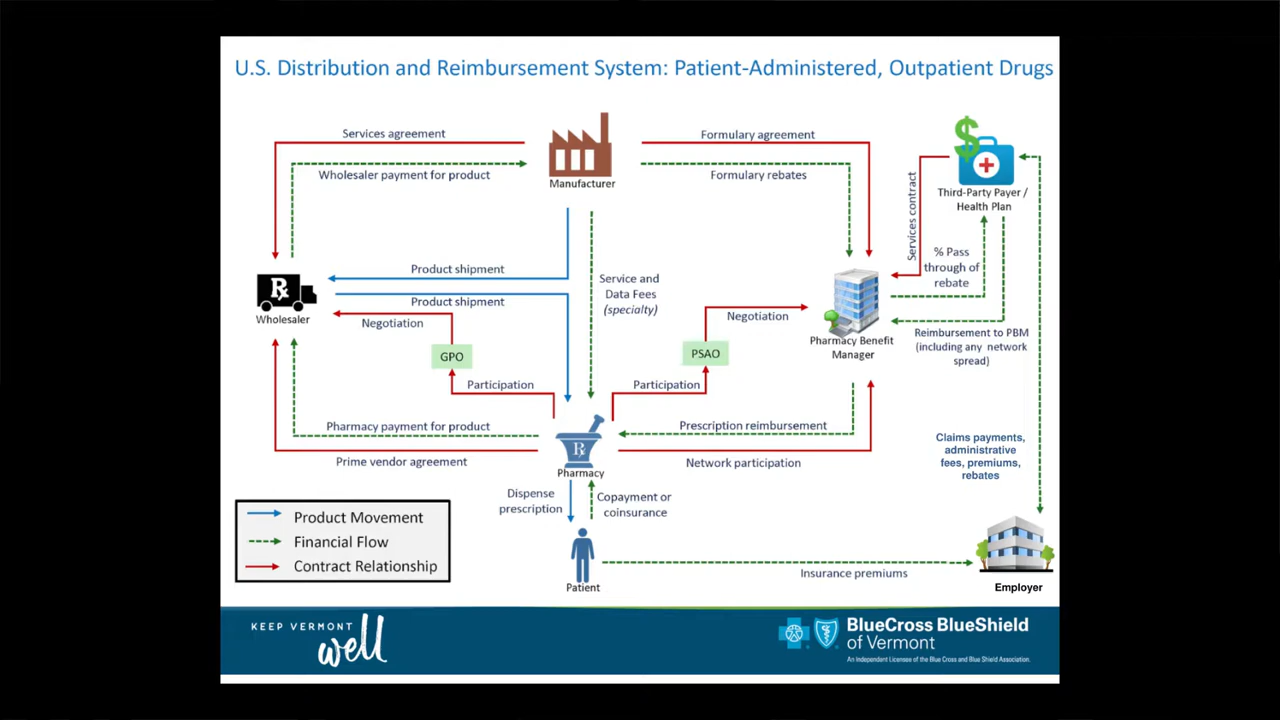 U.S. Distribution and Reimbursement System: Patient-Administered, Outpatient Drugs
Services agreement
Wholesaler payment for product
Manufacturer
Formulary agreement
Formulary rebates
Services contract
$
Third-Party Payer /
Health Plan
% Pass
through of
rebate
Product shipment
Product shipment
Negotiation
Rx
Wholesaler
Service and
Data Fees
(specialty)
Negotiation
Pharmacy Benefit
Manager
Reimbursement to PBM
(including any network
spread)
GPO
PSAO
Participation
Participation
Pharmacy payment for product
Prime vendor agreement
Rx
Pharmacy
Prescription reimbursement
Network participation
Claims payments,
administrative
fees, premiums,
rebates
Dispense
prescription
Copayment or
coinsurance
Product Movement
Financial Flow
Contract Relationship
Patient
Insurance premiums
Employer
KEEP VERMONT
well
BlueCross BlueShield
of Vermont
An Independent Licensee of the Blue Cross and Blue Shield Association.